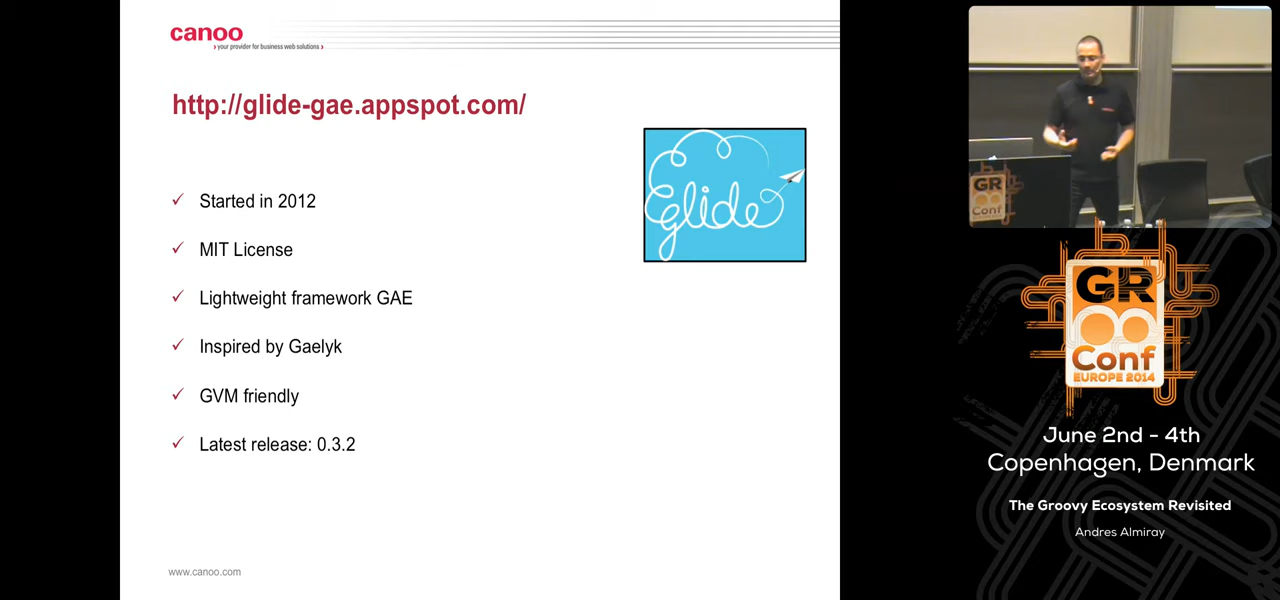 canoo
› your provider for business web solutions ›
http://glide-gae.appspot.com/
glide
✓ Started in 2012
✓ MIT License
✓ Lightweight framework GAE
✓ Inspired by Gaelyk
✓ GVM friendly
✓ Latest release: 0.3.2
www.canoo.com
GR
Conf
GR
Conf
EUROPE 2014
June 2nd - 4th
Copenhagen, Denmark
The Groovy Ecosystem Revisited
Andres Almiray